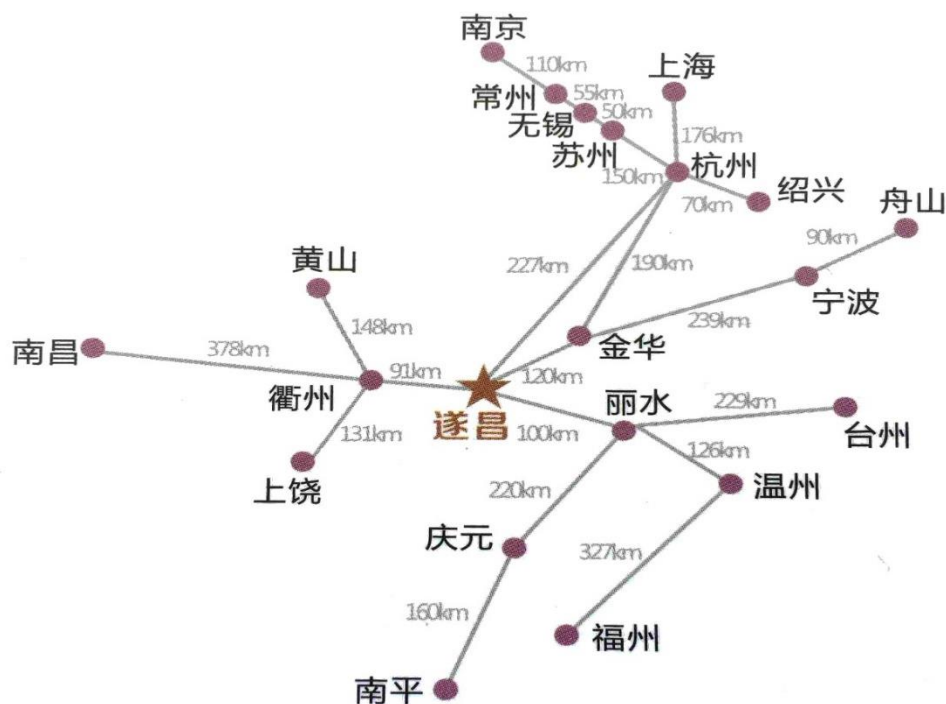 南京
110km
上海
常州
55km
无锡
50km
苏州
176km
150km
杭州
70km
绍兴
舟山
90km
黄山
227km
190km
宁波
148km
239km
南昌
378km
金华
衢州
91km
120km
遂昌
丽水
229km
台州
131km
100km
126km
上饶
220km
温州
庆元
327km
160km
福州
南平